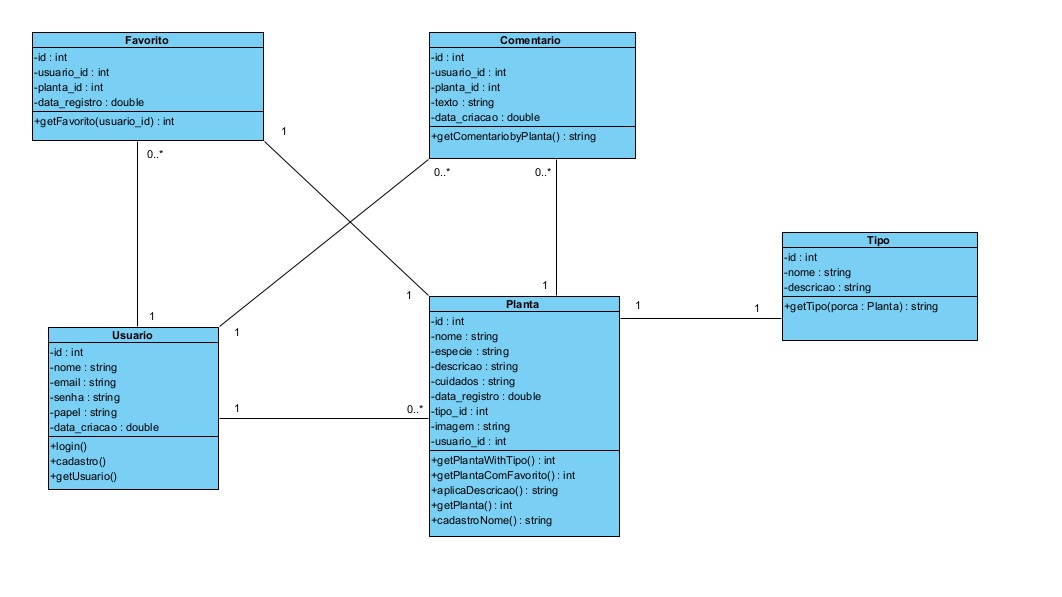 Favorito
-id : int
-usuario_id : int
-planta_id : int
-data_registro : double
+getFavorito(usuario_id) : int
Comentario
-id : int
-usuario_id : int
-planta_id : int
-texto : string
-data_criacao : double
+getComentariobyPlanta() : string
1
0..*
0..*
0..*
Tipo
-id : int
-nome : string
-descricao : string
+getTipo(porca : Planta) : string
1
1
1
1
1
1
Usuario
-id : int
-nome : string
-email : string
-senha : string
-papel : string
-data_criacao : double
+login()
+cadastro()
+getUsuario()
1
0..*
Planta
-id : int
-nome : string
-especie : string
-descricao : string
-cuidados : string
-data_registro : double
-tipo_id : int
-imagem : string
-usuario_id : int
+getPlantaWithTipo() : int
+getPlantaComFavorito() : int
+aplicaDescricao() : string
+getPlanta() : int
+cadastroNome() : string